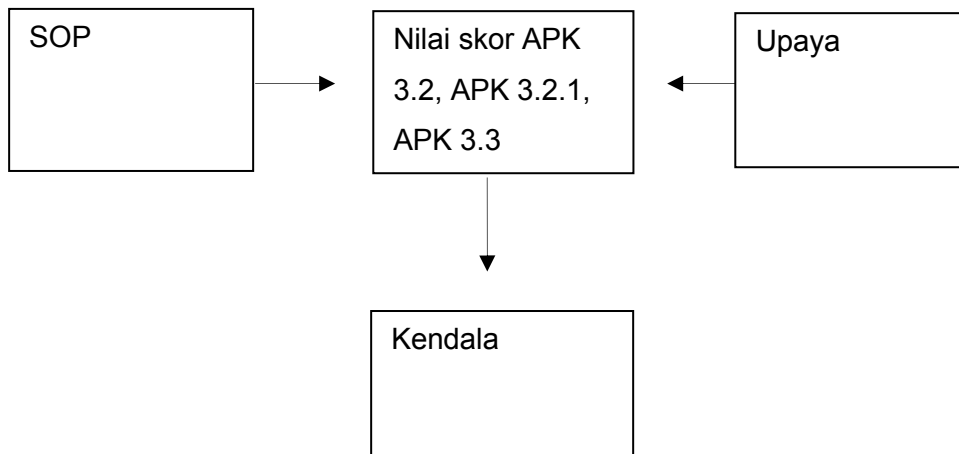 SOP
Nilai skor APK
3.2, APK 3.2.1,
APK 3.3
Upaya
Kendala